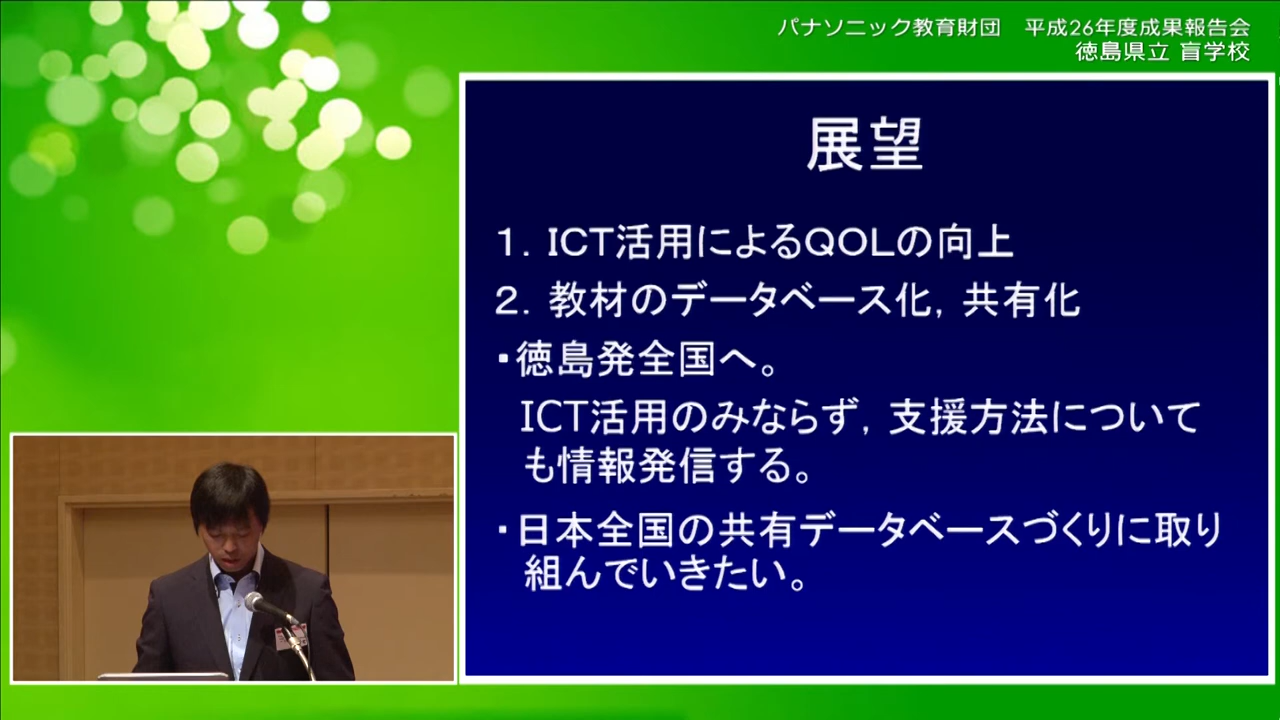 パナソニック教育財団　平成26年度成果報告会
徳島県立 盲学校
展望
１．ICT活用によるＱＯＬの向上
２．教材のデータベース化，共有化
・徳島発全国へ。
ICT活用のみならず，支援方法について
も情報発信する。
・日本全国の共有データベースづくりに取り
組んでいきたい。